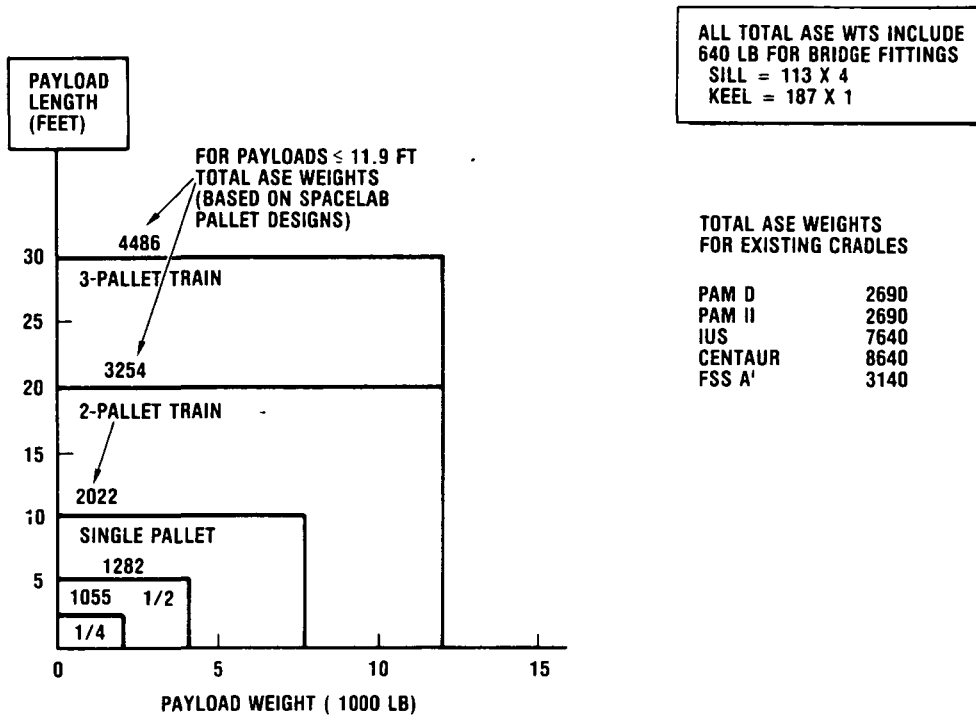 PAYLOAD
LENGTH
(FEET)
ALL TOTAL ASE WTS INCLUDE
640 LB FOR BRIDGE FITTINGS
SILL = 113 X 4
KEEL = 187 X 1
FOR PAYLOADS ≤ 11.9 FT
TOTAL ASE WEIGHTS
(BASED ON SPACELAB
PALLET DESIGNS)
4486
30
3-PALLET TRAIN
25
3254
20
2-PALLET TRAIN
15
2022
10
SINGLE PALLET
1282
5
1055 1/2
1/4
0 5 10 15
PAYLOAD WEIGHT ( 1000 LB)
TOTAL ASE WEIGHTS
FOR EXISTING CRADLES
PAM D 2690
PAM II 2690
IUS 7640
CENTAUR 8640
FSS A' 3140